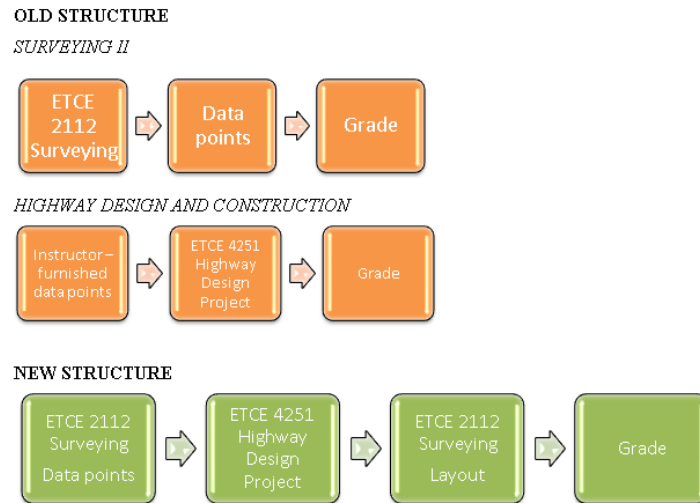 OLD STRUCTURE
SURVEYING II
ETCE
2112
Surveying
Data
points
Grade
HIGHWAY DESIGN AND CONSTRUCTION
Instructor–
furnished
data points
ETCE 4251
Highway
Design
Project
Grade
NEW STRUCTURE
ETCE 2112
Surveying
Data points
ETCE 4251
Highway
Design
Project
ETCE 2112
Surveying
Layout
Grade